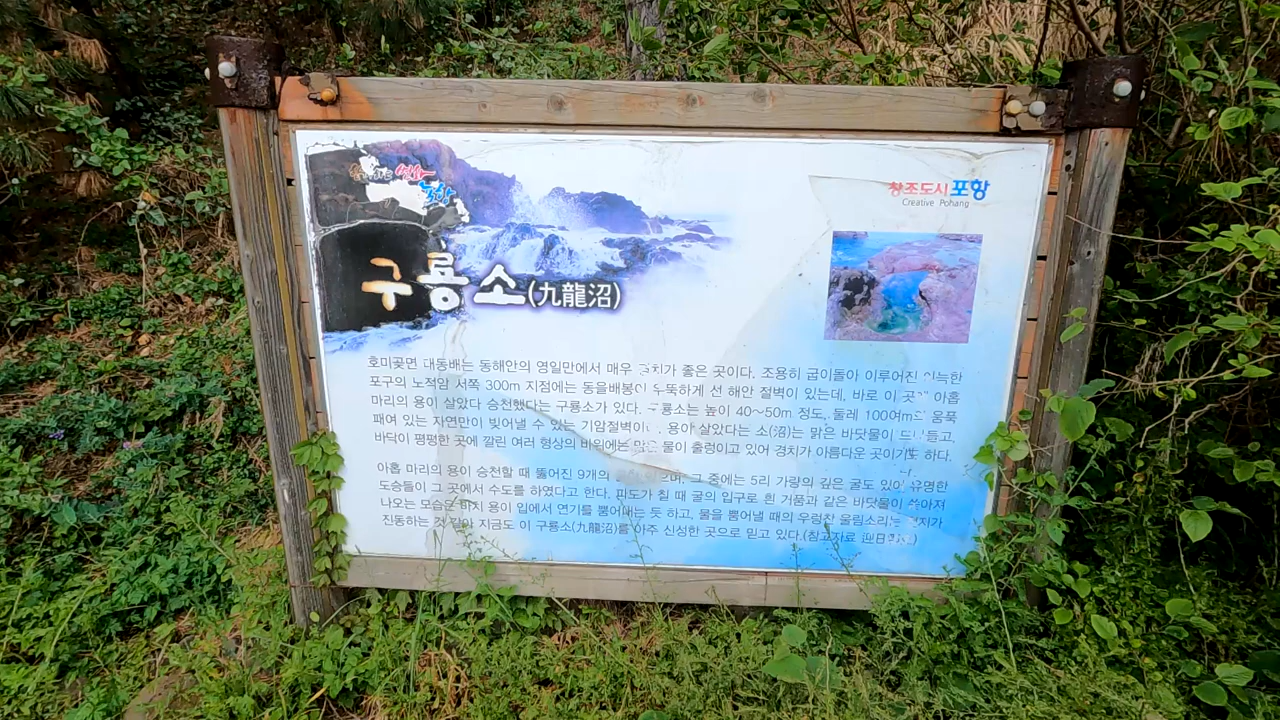 창조도시 포항
Creative Pohang
구룡소(九龍沼)
호미곶면 대동배는 동해안의 영일만에서 매우 경치가 좋은 곳이다. 조용히 굽이돌아 이루어진
포구의 노적암 서쪽 300m 지점에는 동을배봉이 우뚝하게 선 해안 절벽이 있는데, 바로 이 곳에 아홉
마리의 용이 살았다 승천했다는 구룡소가 있다. 구룡소는 높이 40~50m 정도, 둘레 100여m의 움푹
패여 있는 자연만이 빚어낼 수 있는 기암절벽이 용이 살았다는 소(沼)는 맑은 바닷물이 드나들고,
바닥이 평평한 곳에 깔린 여러 형상의 바위에는 맑은 물이 출렁이고 있어 경치가 아름다운 곳이기도 하다.
아홉 마리의 용이 승천할 때 뚫어진 9개의 그 중에는 5리 가량의 깊은 굴도 있어 유명한
도승들이 그 곳에서 수도를 하였다고 한다. 파도가 칠 때 굴의 입구로 흰 거품과 같은 바닷물이 쏟아져
나오는 모습은 마치 용이 입에서 연기를 뿜어내는 듯 하고, 물을 뿜어낼 때의 우렁찬 울림소리는 천지가
진동하는 것 같아 지금도 이 구룡소(九龍沼)를 아주 신성한 곳으로 믿고 있다.(참고자료